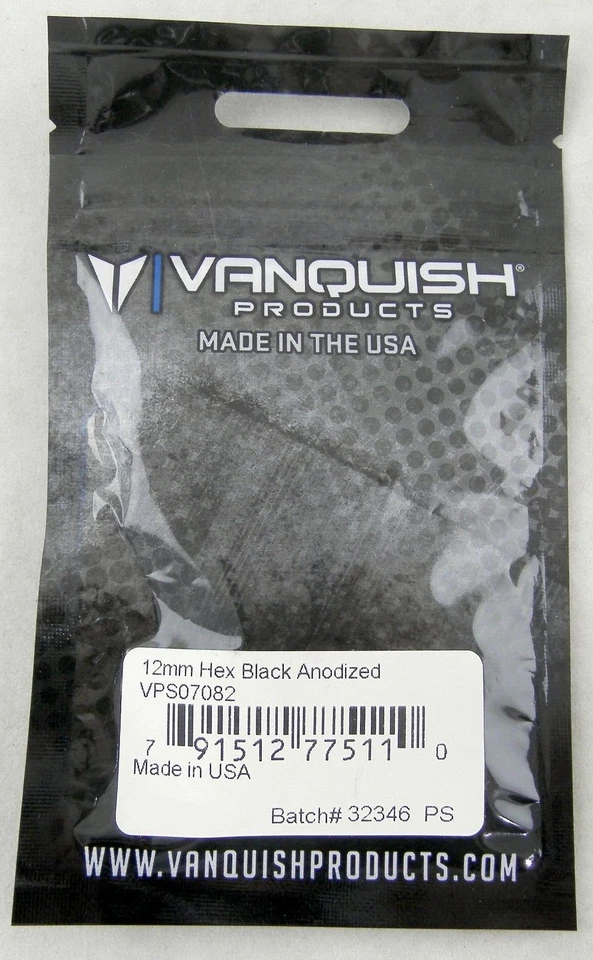 VANQUISH®
PRODUCTS
MADE IN THE USA
12mm Hex Black Anodized
VPS07082
7 91512 77511 0
Made in USA
Batch# 32346 PS
WWW.VANQUISHPRODUCTS.COM